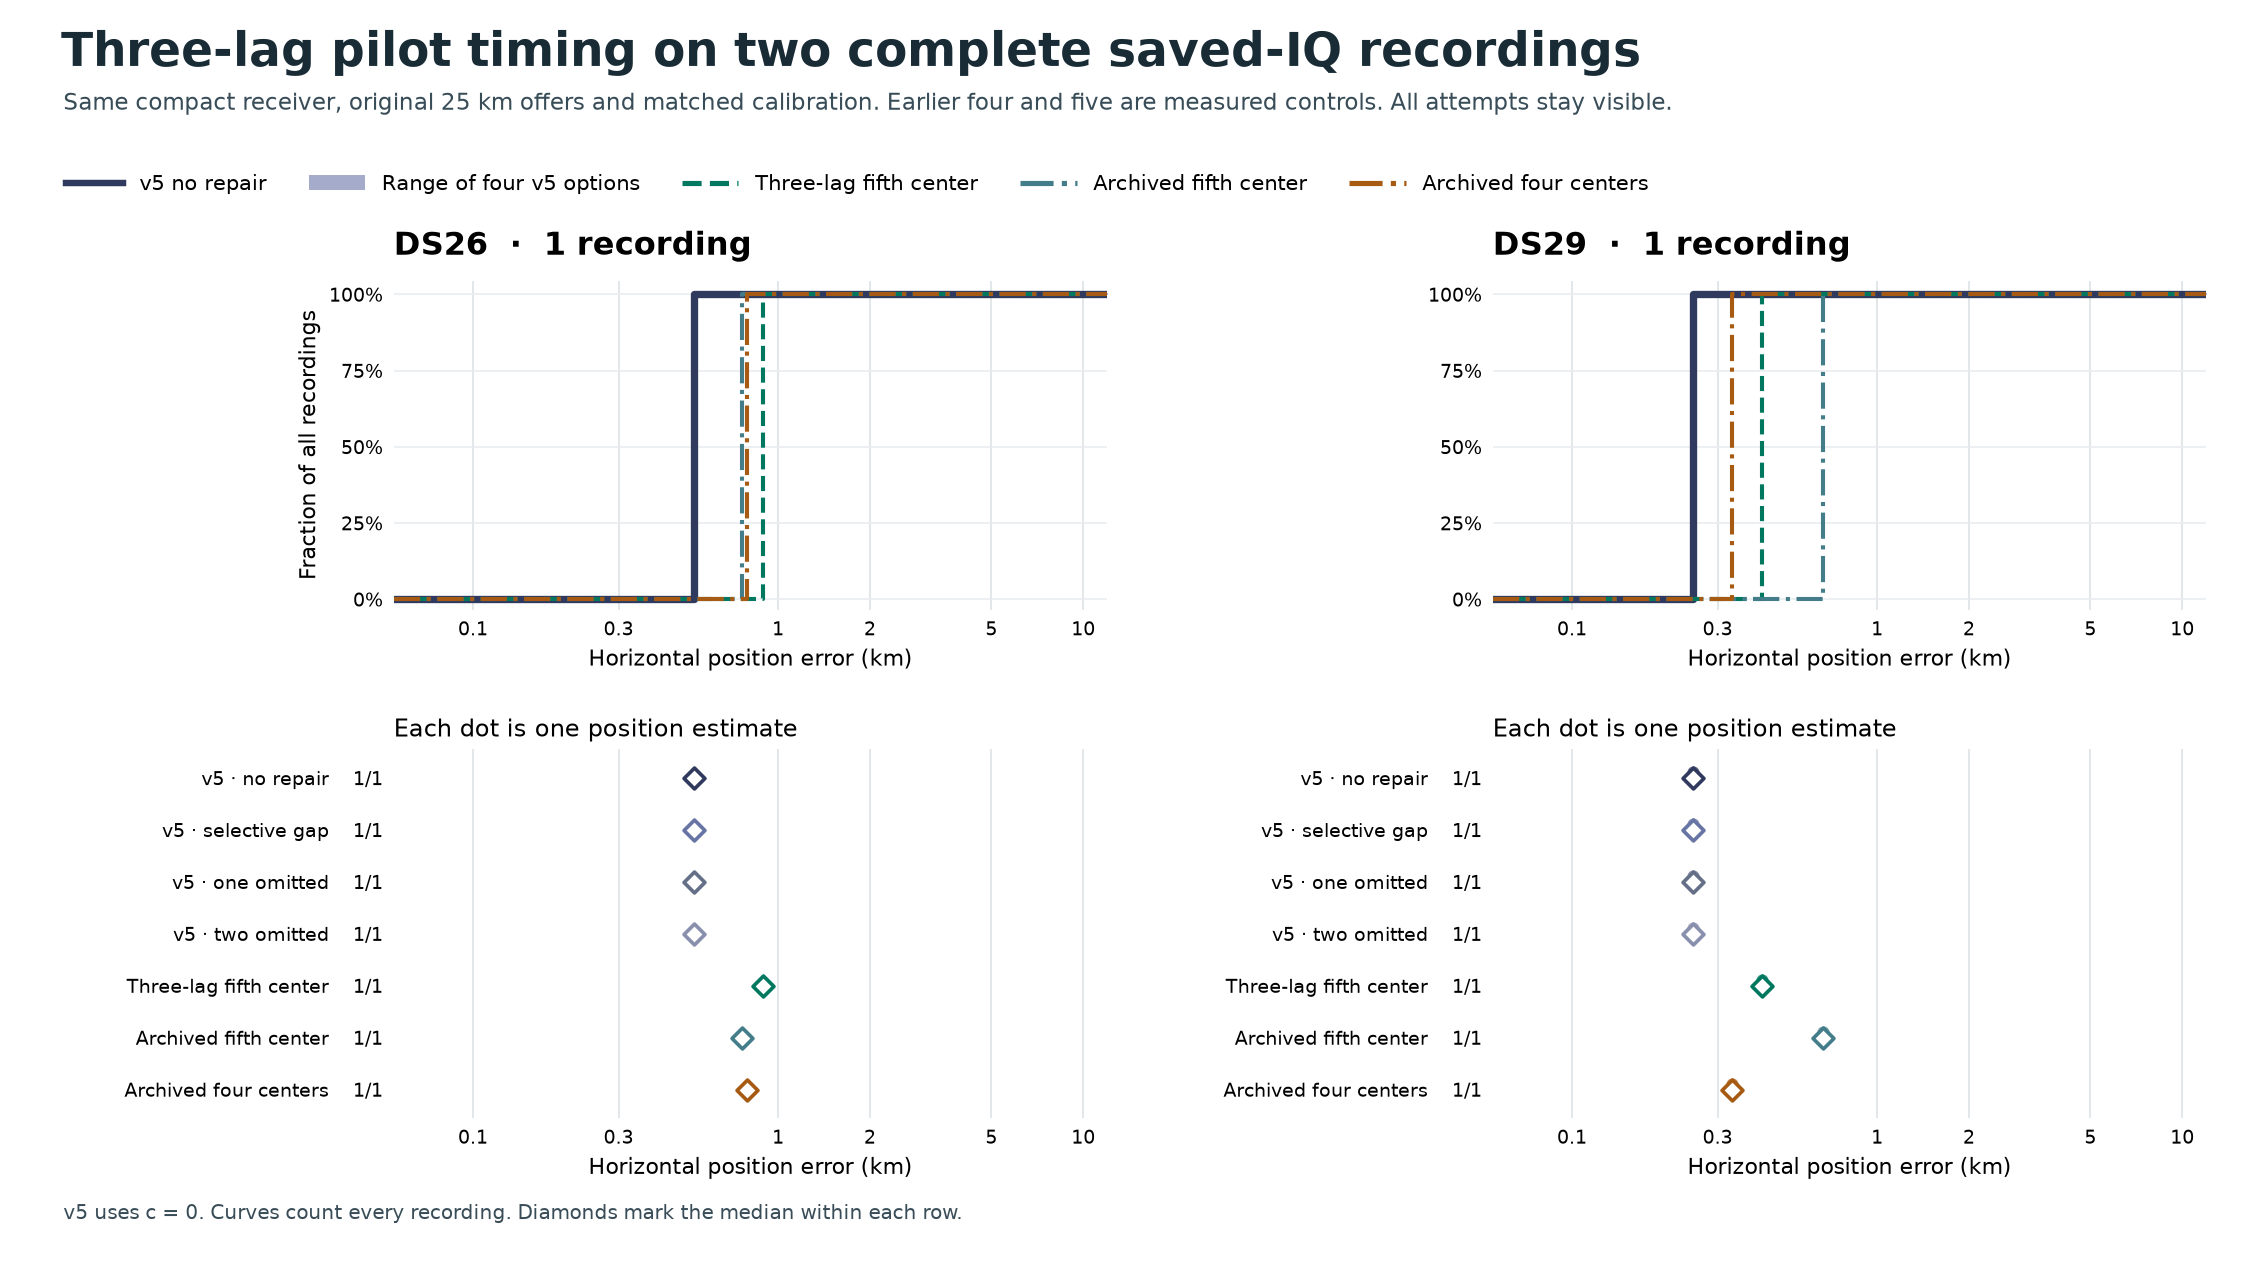 Three-lag pilot timing on two complete saved-IQ recordings
Same compact receiver, original 25 km offers and matched calibration. Earlier four and five are measured controls. All attempts stay visible.
v5 no repair
Range of four v5 options
Three-lag fifth center
Archived fifth center
Archived four centers
DS26 · 1 recording
Fraction of all recordings
100%
75%
50%
25%
0%
0.1 0.3 1 2 5 10
Horizontal position error (km)
DS29 · 1 recording
100%
75%
50%
25%
0%
0.1 0.3 1 2 5 10
Horizontal position error (km)
Each dot is one position estimate
v5 · no repair 1/1
v5 · selective gap 1/1
v5 · one omitted 1/1
v5 · two omitted 1/1
Three-lag fifth center 1/1
Archived fifth center 1/1
Archived four centers 1/1
0.1 0.3 1 2 5 10
Horizontal position error (km)
Each dot is one position estimate
v5 · no repair 1/1
v5 · selective gap 1/1
v5 · one omitted 1/1
v5 · two omitted 1/1
Three-lag fifth center 1/1
Archived fifth center 1/1
Archived four centers 1/1
0.1 0.3 1 2 5 10
Horizontal position error (km)
v5 uses c = 0. Curves count every recording. Diamonds mark the median within each row.